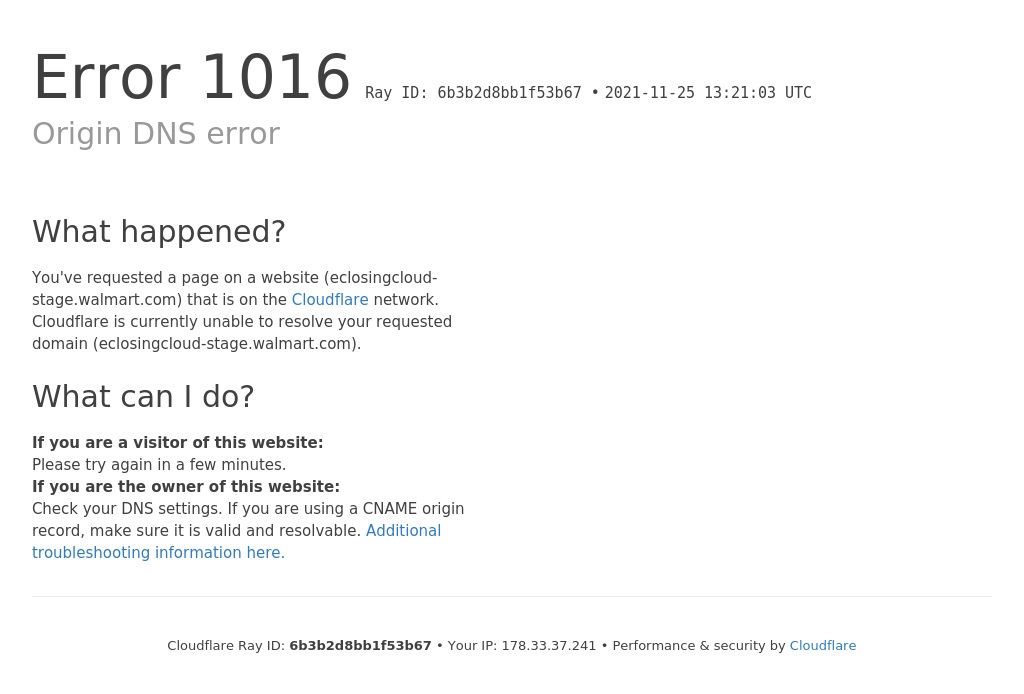 Error 1016 Ray ID: 6b3b2d8bb1f53b67 • 2021-11-25 13:21:03 UTC
Origin DNS error
What happened?
You've requested a page on a website (eclosingcloud-
stage.walmart.com) that is on the Cloudflare network.
Cloudflare is currently unable to resolve your requested
domain (eclosingcloud-stage.walmart.com).
What can I do?
If you are a visitor of this website:
Please try again in a few minutes.
If you are the owner of this website:
Check your DNS settings. If you are using a CNAME origin
record, make sure it is valid and resolvable. Additional
troubleshooting information here.
Cloudflare Ray ID: 6b3b2d8bb1f53b67 • Your IP: 178.33.37.241 • Performance & security by Cloudflare